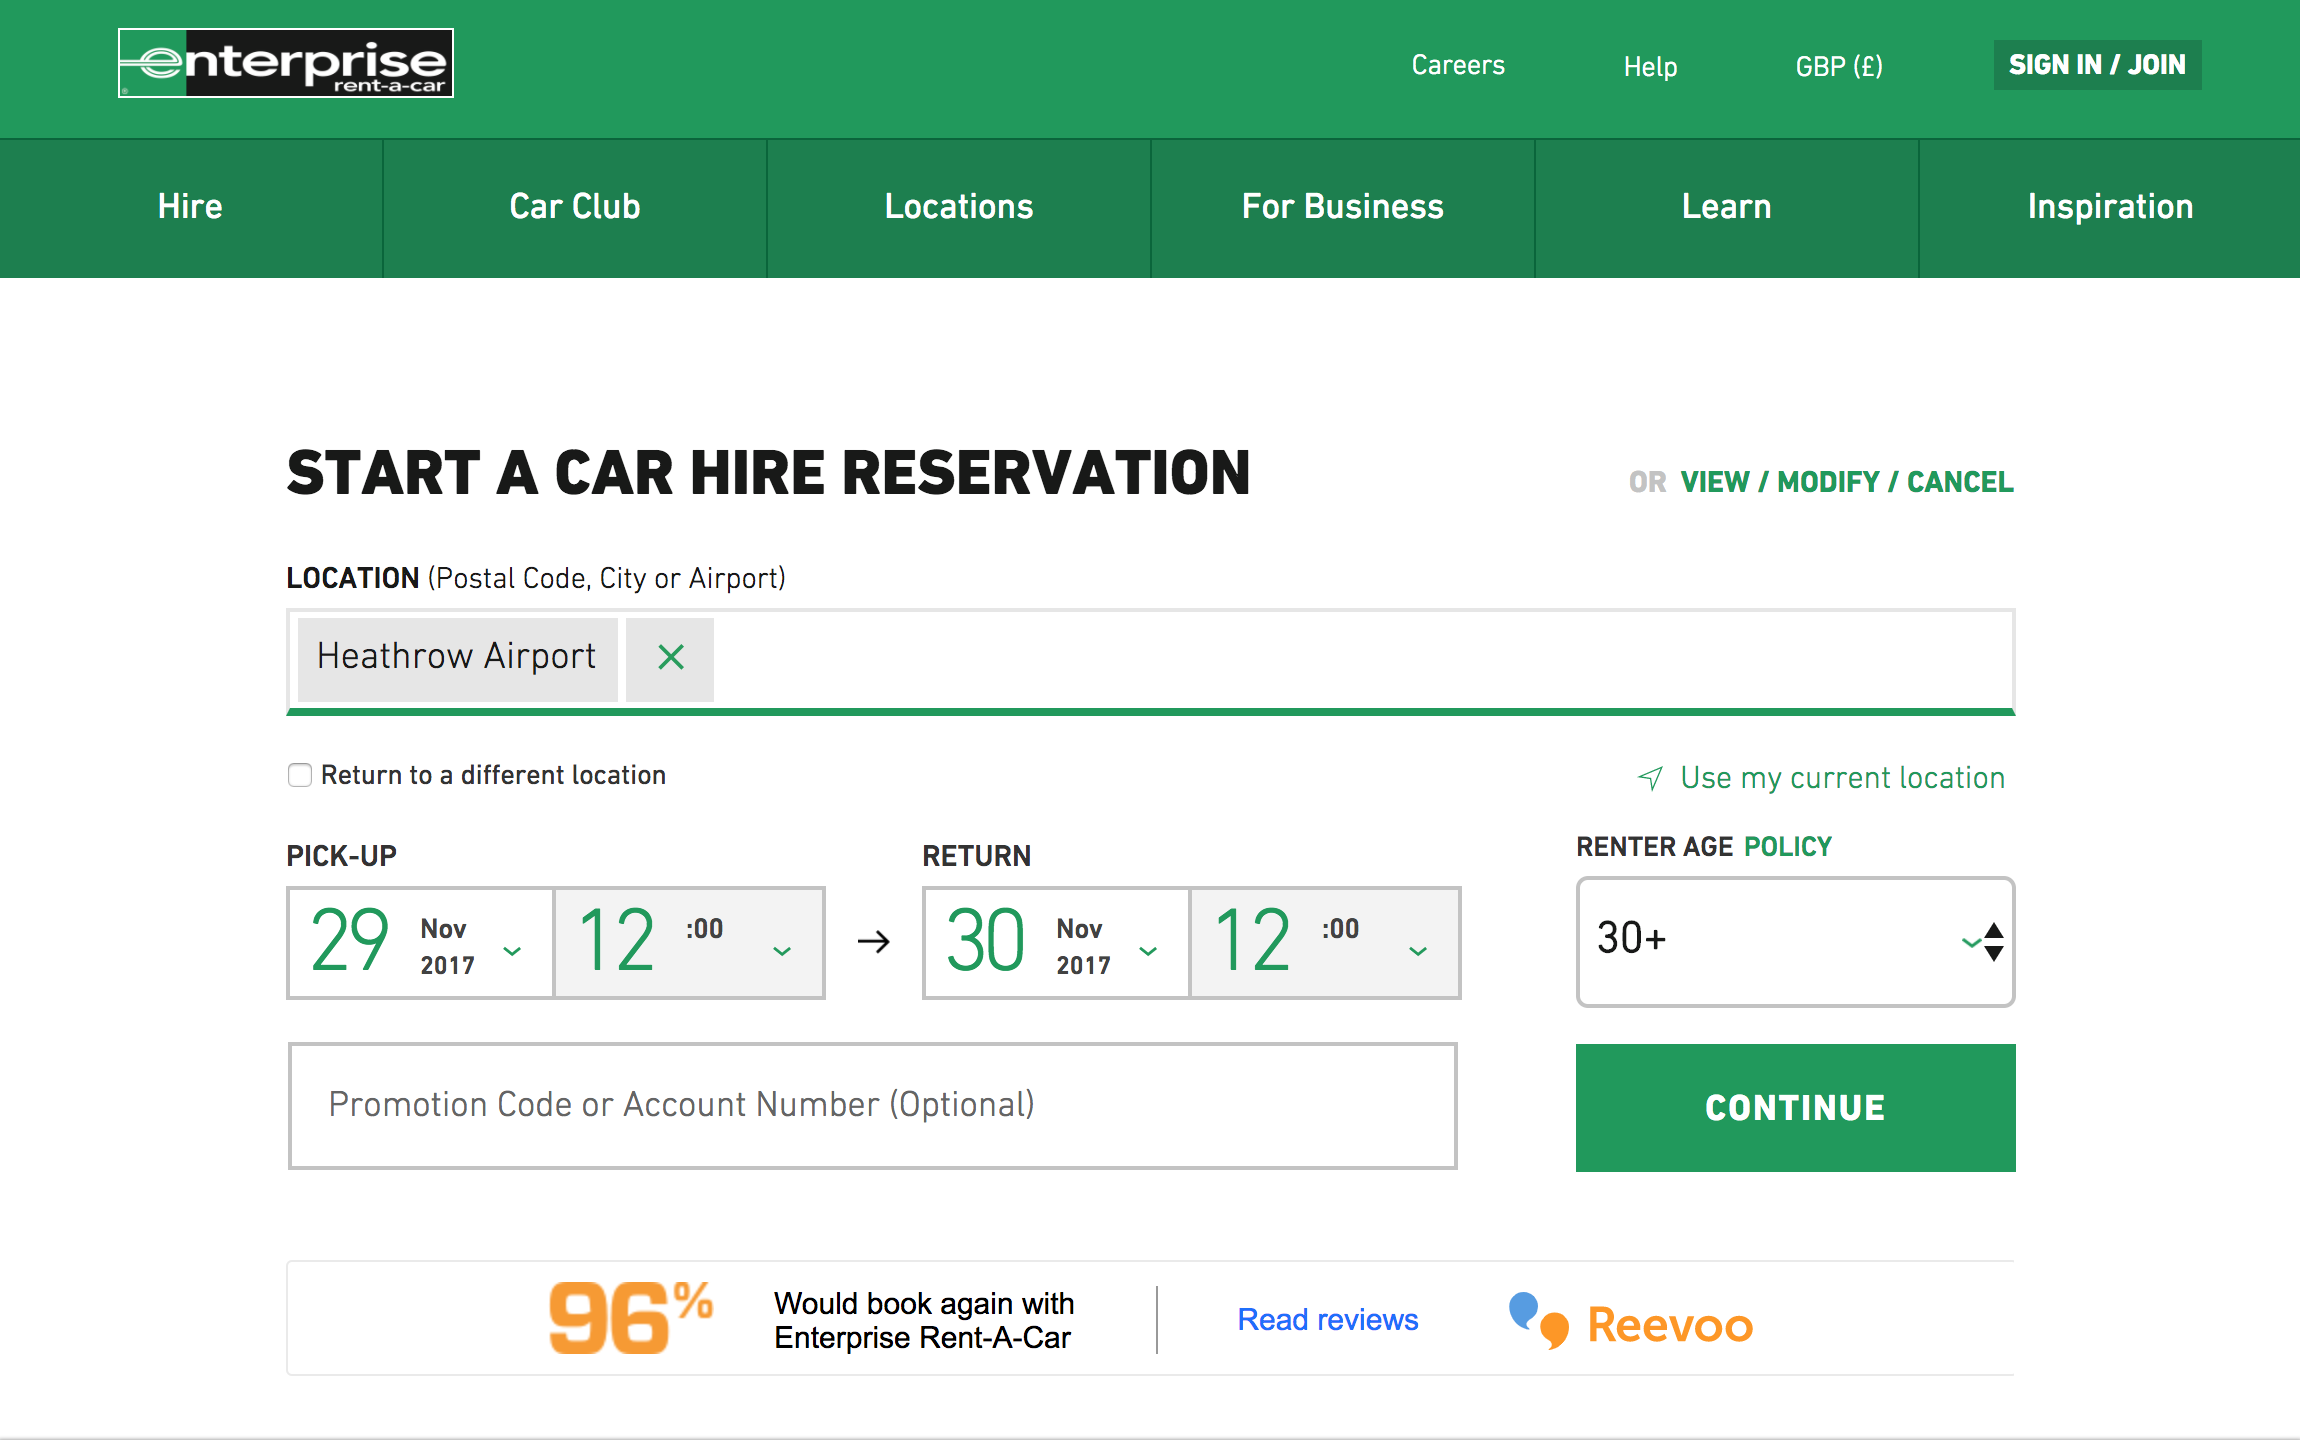 enterprise
rent-a-car
Careers
Help
GBP (£)
SIGN IN / JOIN
Hire
Car Club
Locations
For Business
Learn
Inspiration
START A CAR HIRE RESERVATION
OR VIEW / MODIFY / CANCEL
LOCATION (Postal Code, City or Airport)
Heathrow Airport
Return to a different location
Use my current location
PICK-UP
RETURN
RENTER AGE POLICY
29 Nov 2017
12 :00
30 Nov 2017
12 :00
30+
Promotion Code or Account Number (Optional)
CONTINUE
96%
Would book again with
Enterprise Rent-A-Car
Read reviews
Reevoo